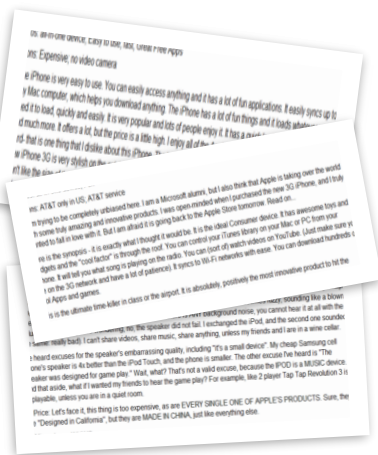 os: all-in-one device, Easy to use, fast, Great Free Apps
ons: Expensive, no video camera
e iPhone is very easy to use. You can easily access anything and it has a lot of fun applications. It easily syncs up to
y Mac computer, which helps you download anything. The iPhone has a lot of fun things and it loads
ed it to load, quickly and easily. It is very popular and lots of people enjoy it. It has a
d much more. It offers a lot, but the price is a little high. I enjoy all of
rd- that is one thing that I dislike about this iPhone.
w iPhone 3G is very stylish on the
n't like the
ns: AT&T only in US, AT&T service
m trying to be completely unbiased here. I am a Microsoft alumni, but I also think that Apple is taking over the world
h some truly amazing and innovative products. I was open-minded when I purchased the new 3G iPhone, and I truly
nted to fall in love with it. But I am afraid it is going back to the Apple Store tomorrow. Read on...
re is the synopsis - it is exactly what I thought it would be. It is the ideal Consumer device. It has awesome toys and
dgets and the "cool factor" is through the roof. You can control your iTunes library on your Mac or PC from your
one. It will tell you what song is playing on the radio. You can (sort of) watch videos on YouTube. (Just make sure
on the 3G network and have a lot of patience). It syncs to Wi-Fi networks with ease. You can download hundreds
ol Apps and games.
is the ultimate time-killer in class or the airport. It is absolutely, positively the most innovative product to hit the
sounding like a blown
background noise, you cannot hear it at all with the
no, the speaker did not fail. I exchanged the iPod, and the second one sounded
really bad). I can't share videos, share music, share anything, unless my friends and I are in a wine cellar.
heard excuses for the speaker's embarrassing quality, including "it's a small device". My cheap Samsung cell
one's speaker is 4x better than the iPod Touch, and the phone is smaller. The other excuse I've heard is "The
eaker was designed for game play." Wait, what? That's not a valid excuse, because the IPOD is a MUSIC device.
d that aside, what if I wanted my friends to hear the game play? For example, like 2 player Tap Tap Revolution 3 is
playable, unless you are in a quiet room.
Price: Let's face it, this thing is too expensive, as are EVERY SINGLE ONE OF APPLE'S PRODUCTS. Sure, the
"Designed in California", but they are MADE IN CHINA, just like everything else.